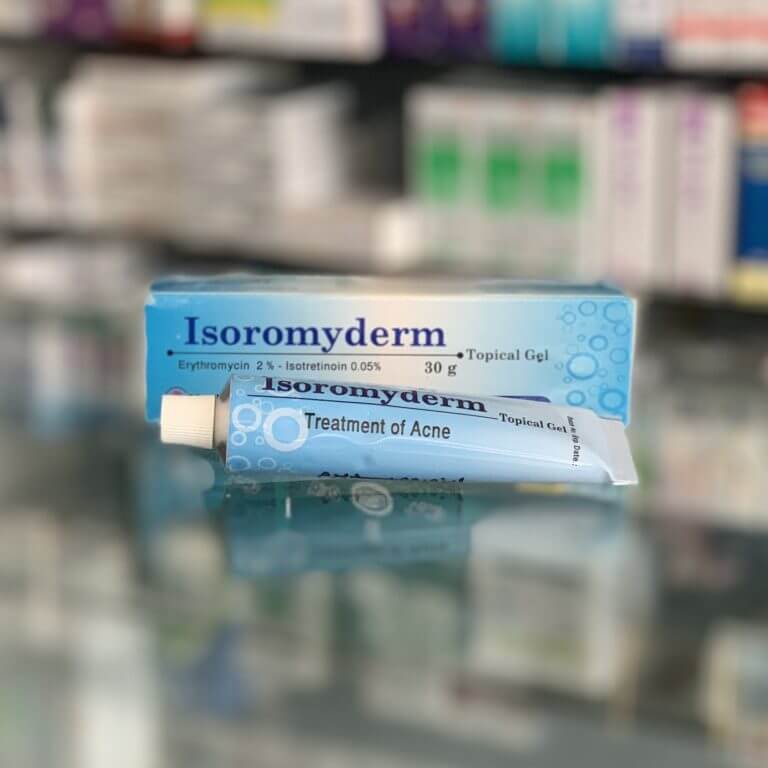 Isoromyderm
Topical Gel
Erythromycin 2 % - Isotretinoin 0.05%
30 g
Isoromyderm
Topical Gel
Treatment of Acne